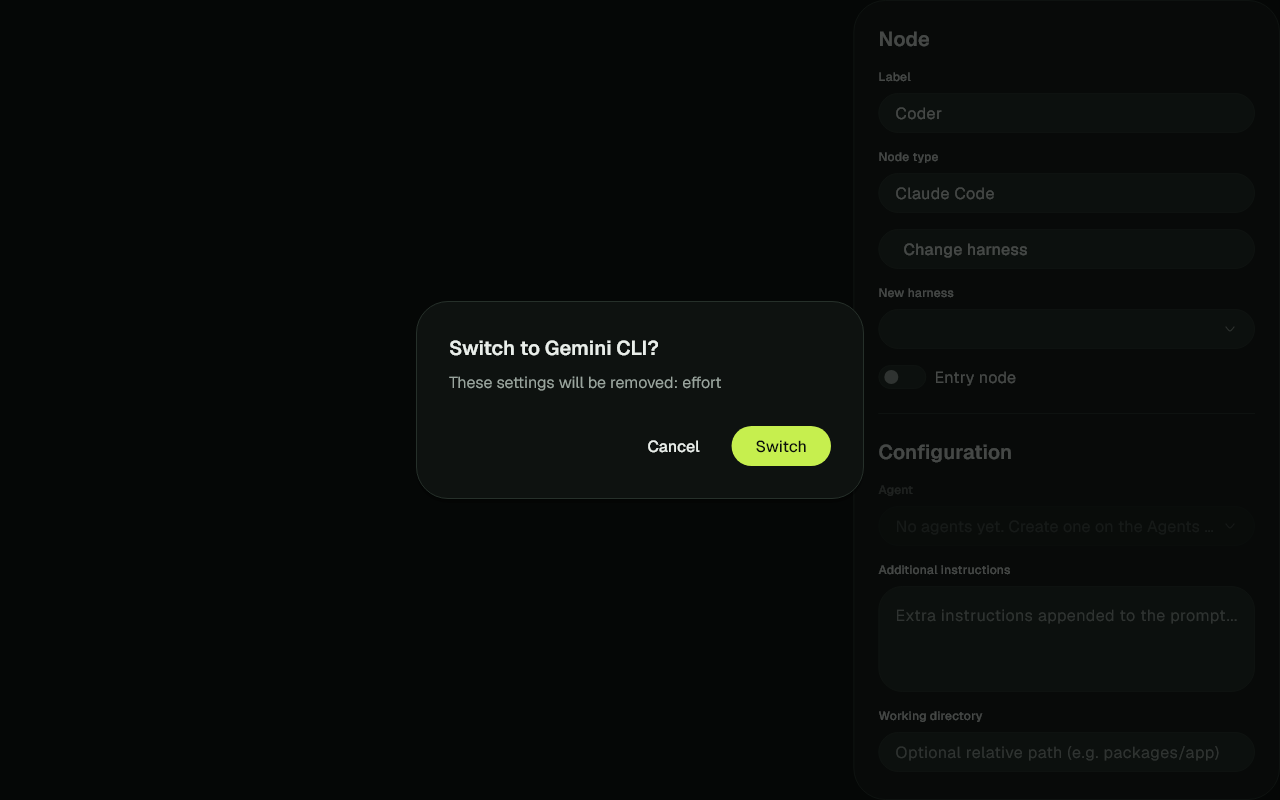 Node
Label
Coder
Node type
Claude Code
Change harness
New harness
Entry node
Switch to Gemini CLI?
These settings will be removed: effort
Cancel
Switch
Configuration
Agent
No agents yet. Create one on the Agents ...
Additional instructions
Extra instructions appended to the prompt...
Working directory
Optional relative path (e.g. packages/app)